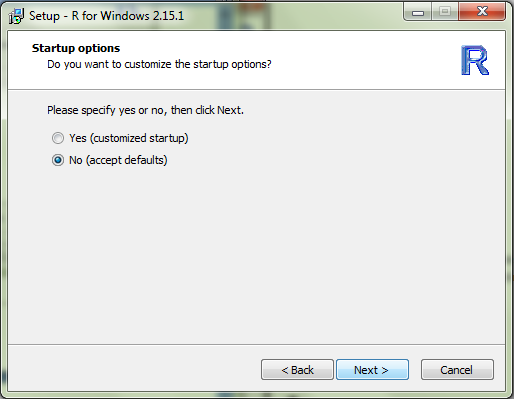 Setup - R for Windows 2.15.1
Startup options
Do you want to customize the startup options?
R
Please specify yes or no, then click Next.
Yes (customized startup)
No (accept defaults)
< Back
Next >
Cancel